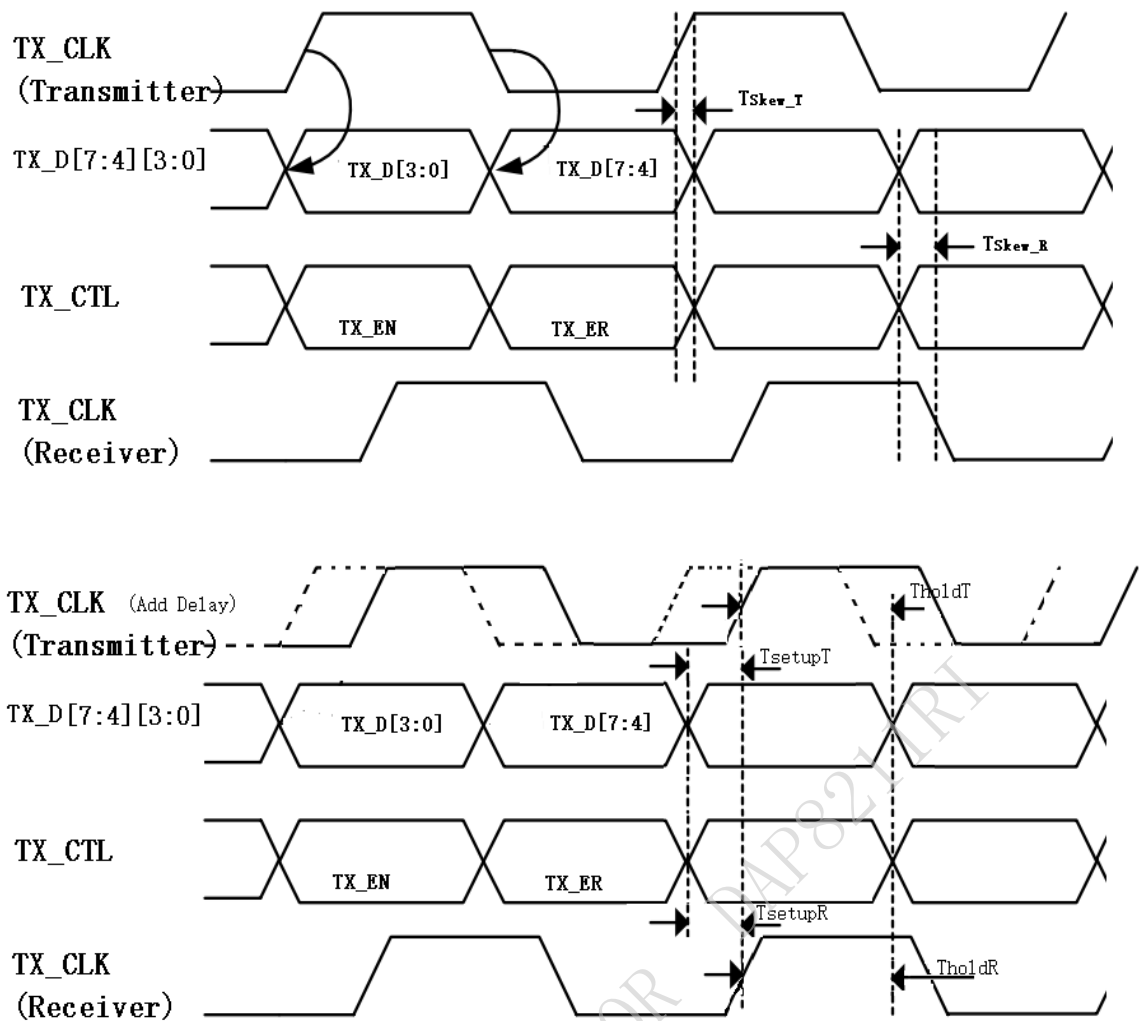 TX_CLK
(Transmitter)
Tskew_T
TX_D[7:4][3:0]
TX_D[3:0]
TX_D[7:4]
Tskew_R
TX_CTL
TX_EN
TX_ER
TX_CLK
(Receiver)
TX_CLK (Add Delay)
(Transmitter)
TholdT
TsetupT
TX_D[7:4][3:0]
TX_D[3:0]
TX_D[7:4]
TX_CTL
TX_EN
TX_ER
TsetupR
TX_CLK
(Receiver)
TholdR
OR DAP8211RI